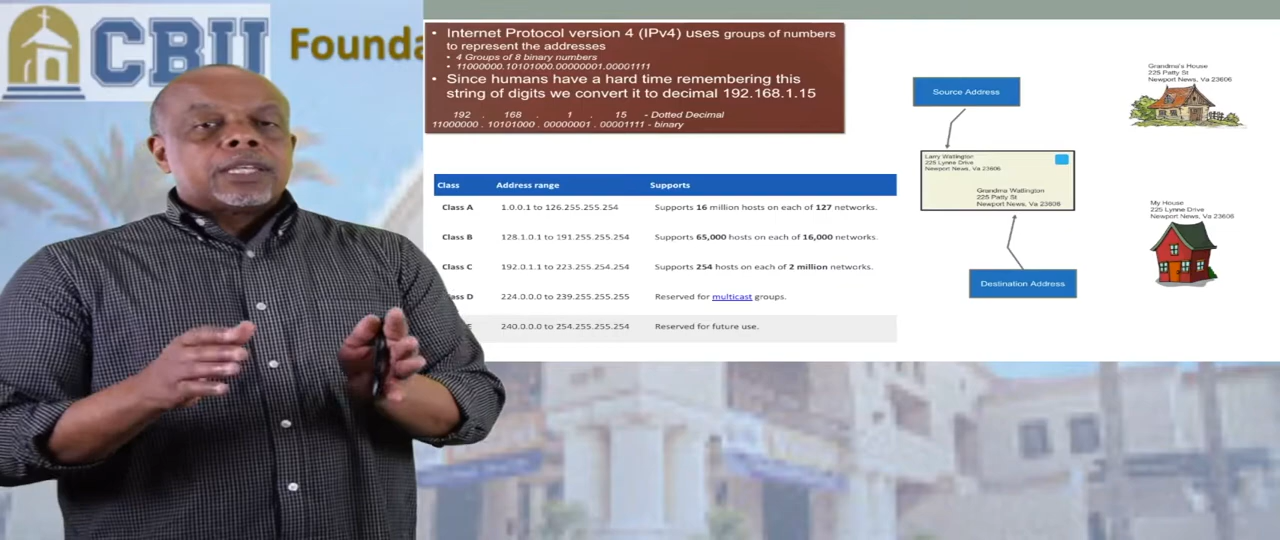 CBU
Founda
• Internet Protocol version 4 (IPv4) uses groups of numbers
to represent the addresses
• 4 Groups of 8 binary numbers
• 11000000.10101000.00000001.00001111
• Since humans have a hard time remembering this
string of digits we convert it to decimal 192.168.1.15
192 . 168 . 1 . 15 - Dotted Decimal
11000000 . 10101000 . 00000001 . 00001111 - binary
Class Address range Supports
Class A 1.0.0.1 to 126.255.255.254 Supports 16 million hosts on each of 127 networks.
Class B 128.1.0.1 to 191.255.255.254 Supports 65,000 hosts on each of 16,000 networks.
Class C 192.0.1.1 to 223.255.254.254 Supports 254 hosts on each of 2 million networks.
ass D 224.0.0.0 to 239.255.255.255 Reserved for multicast groups.
E 240.0.0.0 to 254.255.255.254 Reserved for future use.
Source Address
Larry Watlington
225 Lynne Drive
Newport News, Va 23606
Grandma Watlington
225 Patty St
Newport News, Va 23606
Destination Address
Grandma's House
225 Patty St
Newport News, Va 23606
My House
225 Lynne Drive
Newport News, Va 23606